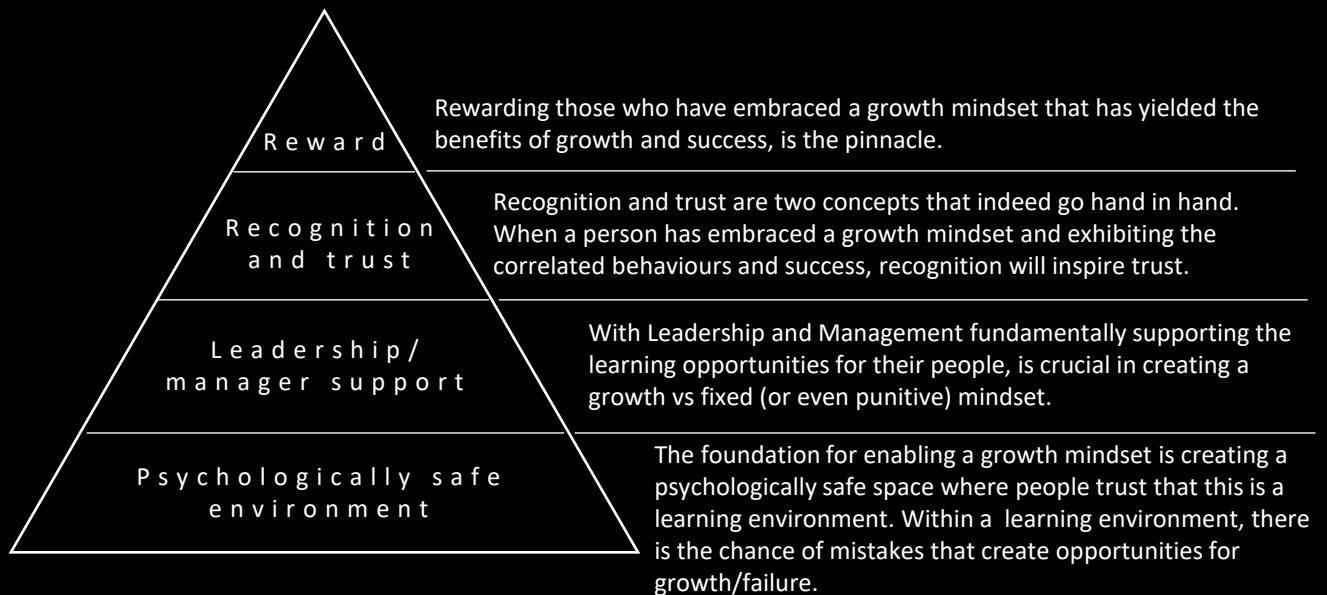 Reward
Rewarding those who have embraced a growth mindset that has yielded the
benefits of growth and success, is the pinnacle.
Recognition
and trust
Recognition and trust are two concepts that indeed go hand in hand.
When a person has embraced a growth mindset and exhibiting the
correlated behaviours and success, recognition will inspire trust.
Leadership/
manager support
With Leadership and Management fundamentally supporting the
learning opportunities for their people, is crucial in creating a
growth vs fixed (or even punitive) mindset.
Psychologically safe
environment
The foundation for enabling a growth mindset is creating a
psychologically safe space where people trust that this is a
learning environment. Within a learning environment, there
is the chance of mistakes that create opportunities for
growth/failure.